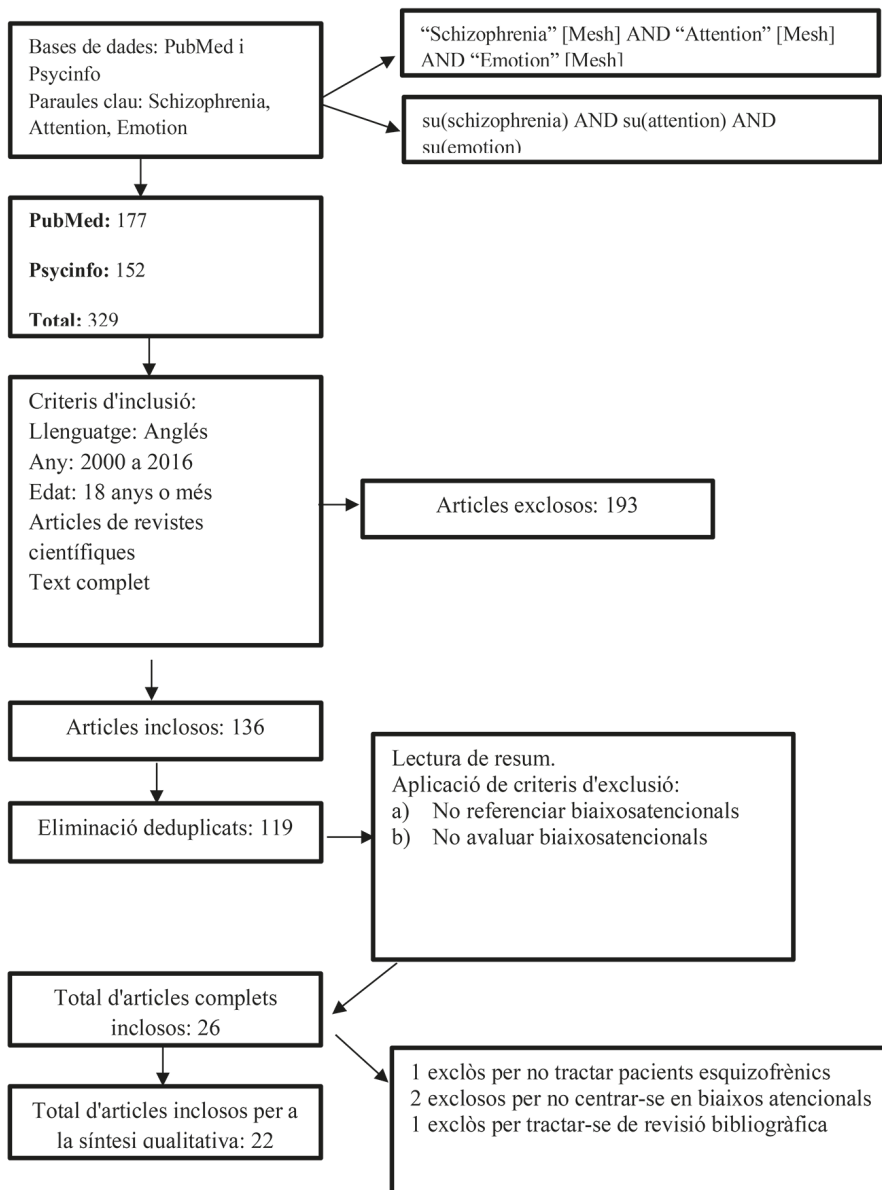 Bases de dades: PubMed i
Psycinfo
Paraules clau: Schizophrenia,
Attention, Emotion
“Schizophrenia” [Mesh] AND “Attention” [Mesh]
AND “Emotion” [Mesh]
su(schizophrenia) AND su(attention) AND
su(emotion)
PubMed: 177
Psycinfo: 152
Total: 329
Criteris d'inclusió:
Llenguatge: Anglés
Any: 2000 a 2016
Edat: 18 anys o més
Articles de revistes
científiques
Text complet
Articles exclosos: 193
Articles inclosos: 136
Eliminació deduplicats: 119
Lectura de resum.
Aplicació de criteris d'exclusió:
a) No referenciar biaixosatencionals
b) No avaluar biaixosatencionals
Total d'articles complets
inclosos: 26
1 exclòs per no tractar pacients esquizofrènics
2 exclosos per no centrar-se en biaixos atencionals
1 exclòs per tractar-se de revisió bibliogràfica
Total d'articles inclosos per a
la síntesi qualitativa: 22